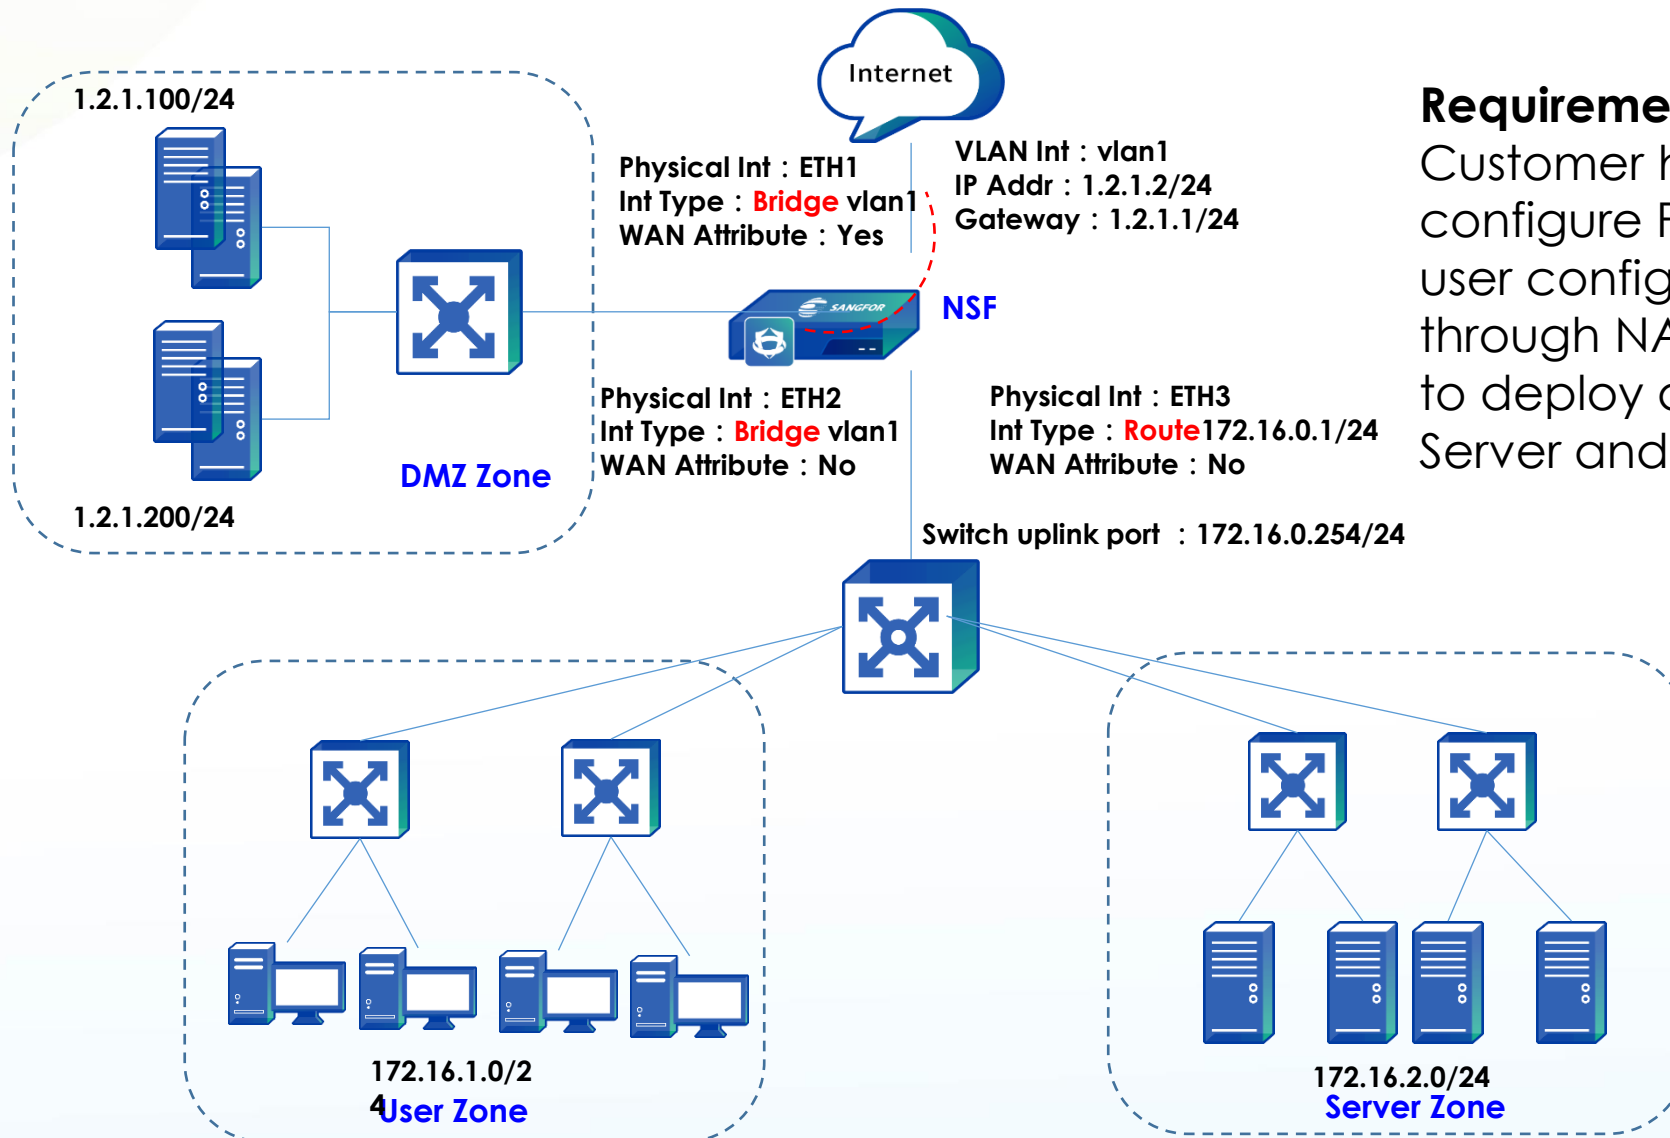 Internet
1.2.1.100/24
Physical Int : ETH1
Int Type : Bridge vlan1
WAN Attribute : Yes
VLAN Int : vlan1
IP Addr : 1.2.1.2/24
Gateway : 1.2.1.1/24
SANGFOR
NSF
Physical Int : ETH2
Int Type : Bridge vlan1
WAN Attribute : No
DMZ Zone
1.2.1.200/24
Physical Int : ETH3
Int Type : Route172.16.0.1/24
WAN Attribute : No
Switch uplink port : 172.16.0.254/24
Requireme
Customer h
configure F
user config
through NA
to deploy
Server and
172.16.1.0/2
4
User Zone
172.16.2.0/24
Server Zone